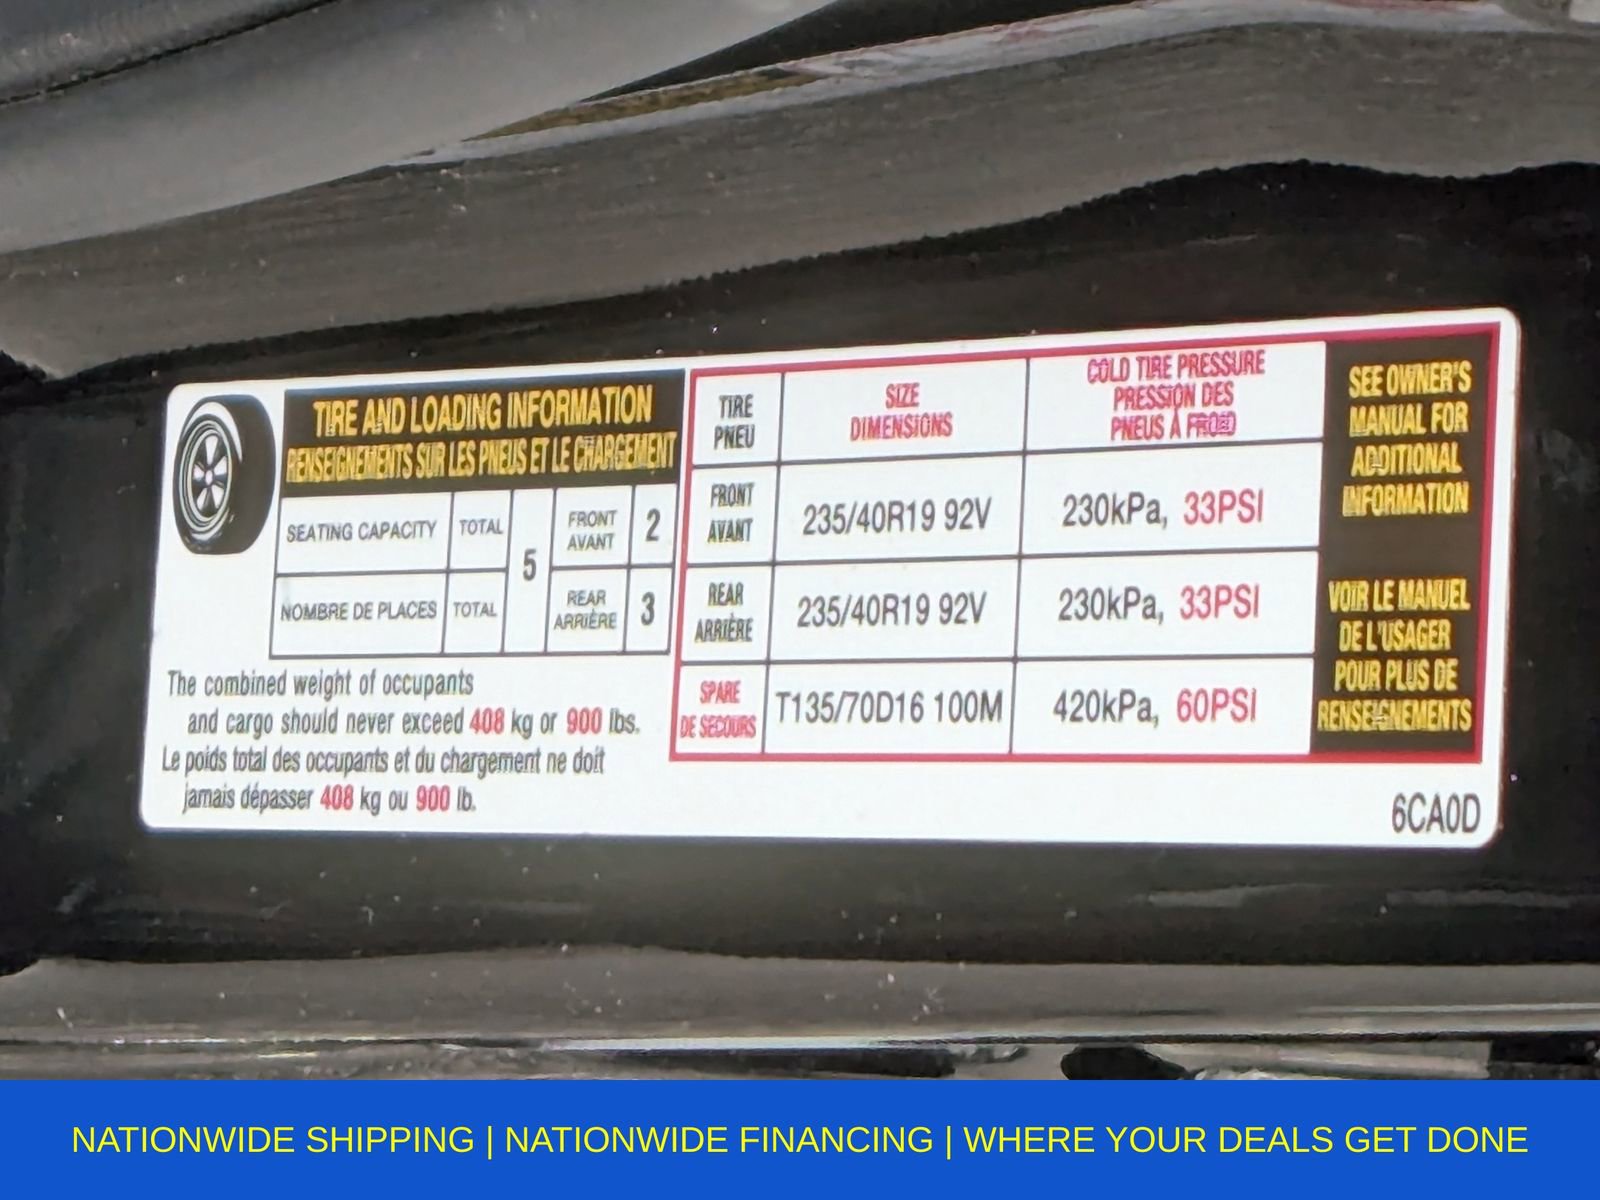 TIRE AND LOADING INFORMATION
RENSEIGNEMENTS SUR LES PNEUS ET LE CHARGEMENT
SEATING CAPACITY TOTAL 5 FRONT AVANT 2
NOMBRE DE PLACES TOTAL REAR ARRIÈRE 3
The combined weight of occupants
and cargo should never exceed 408 kg or 900 lbs.
Le poids total des occupants et du chargement ne doit
jamais dépasser 408 kg ou 900 lb.
TIRE
PNEU
SIZE
DIMENSIONS
COLD TIRE PRESSURE
PRESSION DES
PNEUS À FROID
FRONT
AVANT
235/40R19 92V
230kPa, 33PSI
REAR
ARRIÈRE
235/40R19 92V
230kPa, 33PSI
SPARE
DE SECOURS
T135/70D16 100M
420kPa, 60PSI
SEE OWNER'S
MANUAL FOR
ADDITIONAL
INFORMATION
VOIR LE MANUEL
DE L'USAGER
POUR PLUS DE
RENSEIGNEMENTS
6CA0D
NATIONWIDE SHIPPING | NATIONWIDE FINANCING | WHERE YOUR DEALS GET DONE